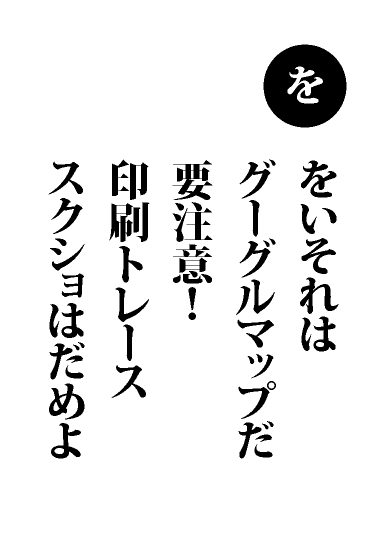 を
をいそれは
グーグルマップだ
要注意！
印刷トレース
スクショはだめよ